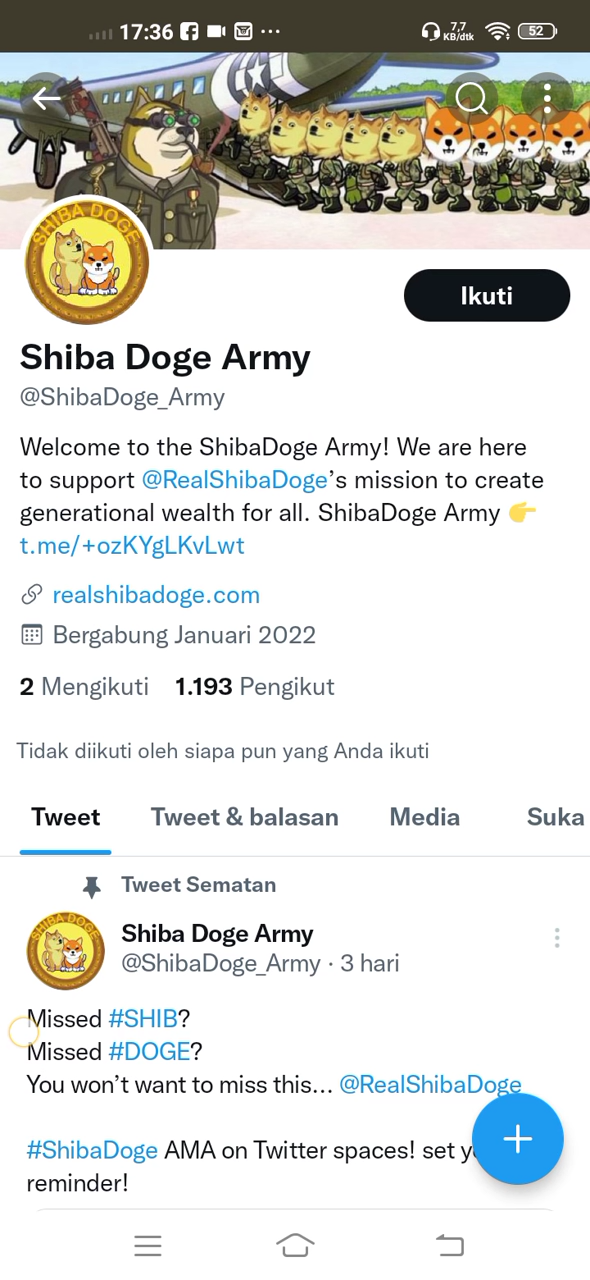 17:36
7,7
KB/dtk
52
SHIBA DOGE
Ikuti
Shiba Doge Army
@ShibaDoge_Army
Welcome to the ShibaDoge Army! We are here
to support @RealShibaDoge's mission to create
generational wealth for all. ShibaDoge Army 👉
t.me/+ozKYgLKvLwt
realshibadoge.com
Bergabung Januari 2022
2 Mengikuti 1.193 Pengikut
Tidak diikuti oleh siapa pun yang Anda ikuti
Tweet Tweet & balasan Media Suka
Tweet Sematan
SHIBA DOGE
Shiba Doge Army
@ShibaDoge_Army · 3 hari
Missed #SHIB?
Missed #DOGE?
You won't want to miss this... @RealShibaDoge
#ShibaDoge AMA on Twitter spaces! set
reminder!